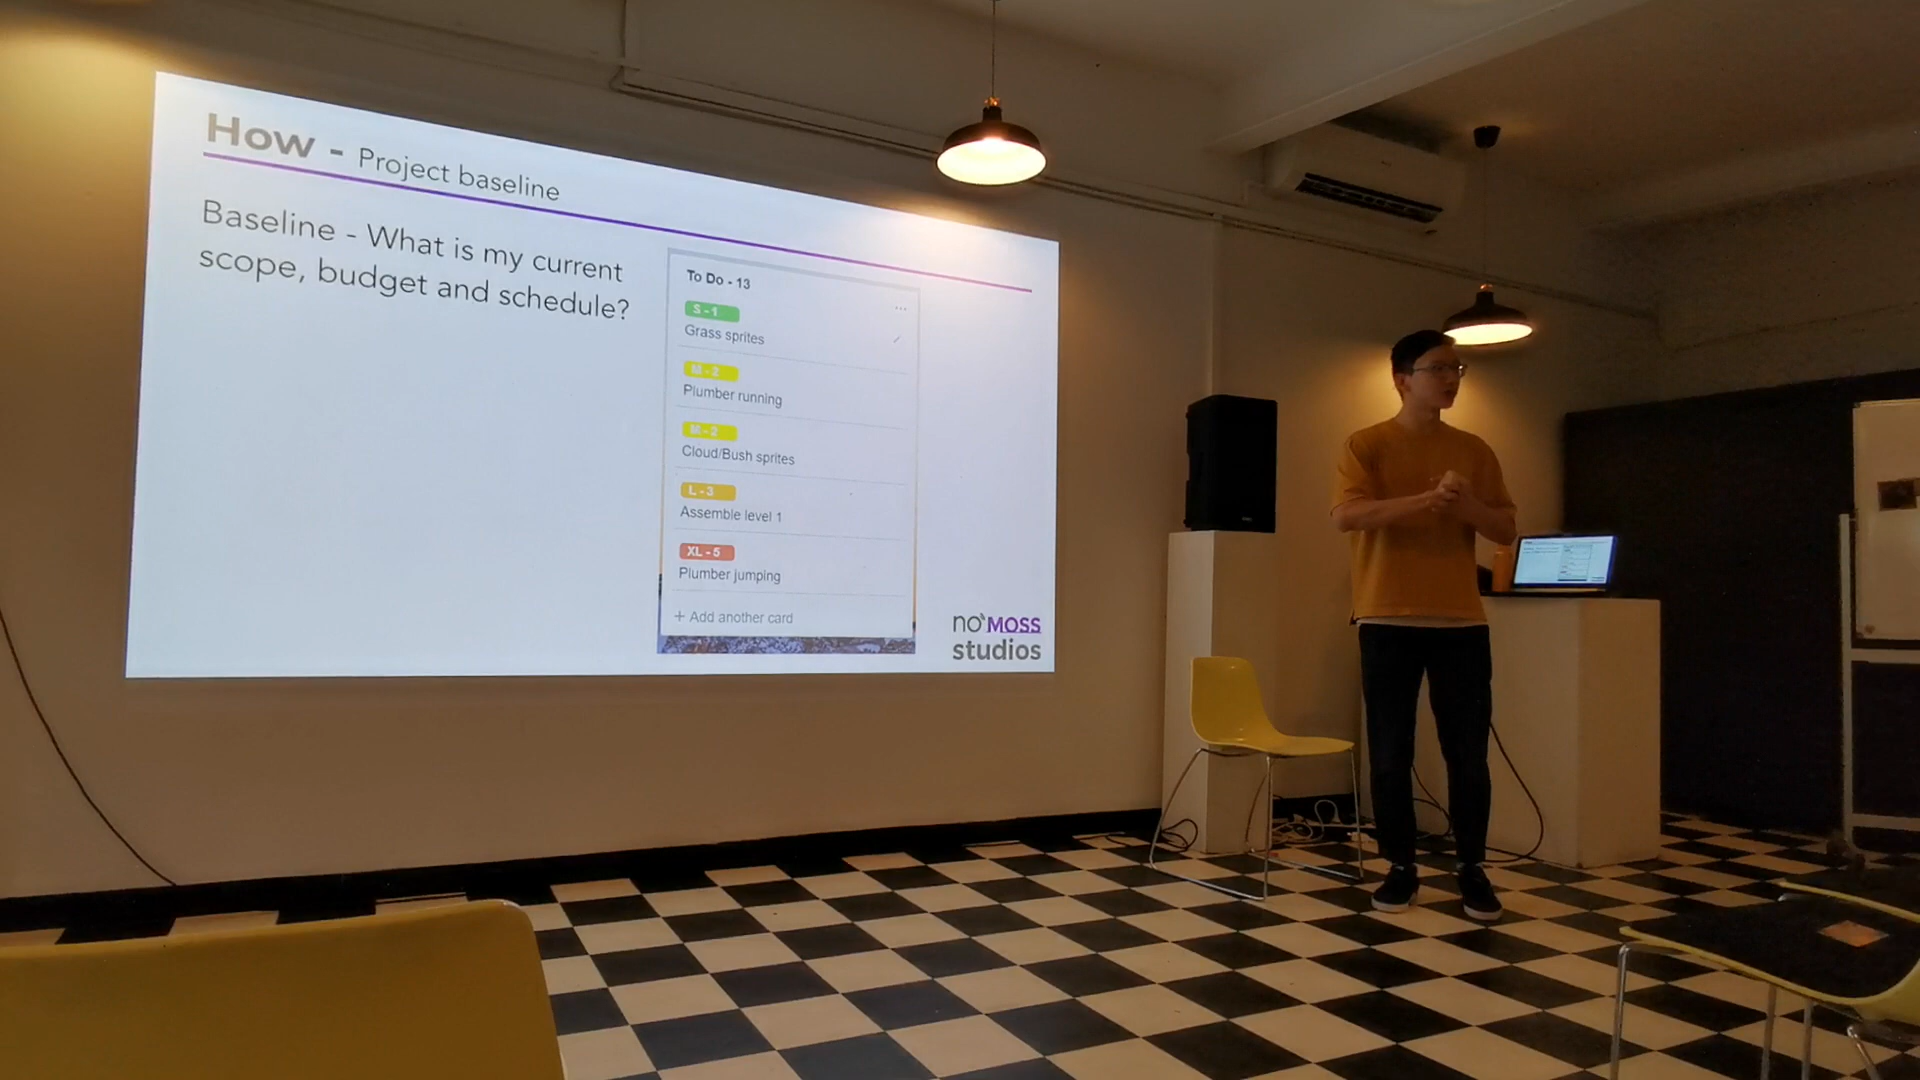 How - Project baseline
Baseline - What is my current
scope, budget and schedule?
To Do - 13
S - 1
Grass sprites
M - 2
Plumber running
M - 2
Cloud/Bush sprites
L - 3
Assemble level 1
XL - 5
Plumber jumping
+ Add another card
no moss
studios